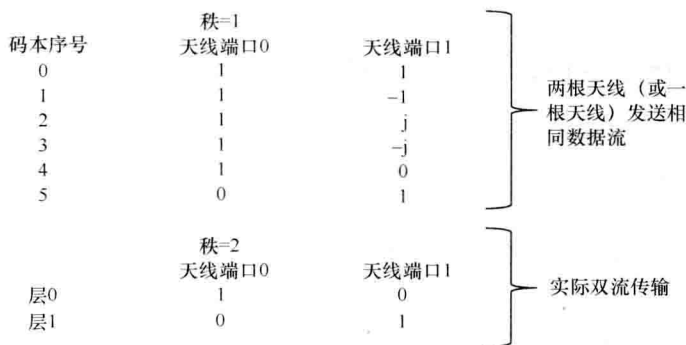 秩=1
码本序号 天线端口0 天线端口1
0 1 1
1 1 -1
2 1 j
3 1 -j
4 1 0
5 0 1
两根天线（或一
根天线）发送相
同数据流
秩=2
天线端口0 天线端口1
层0 1 0
层1 0 1
实际双流传输